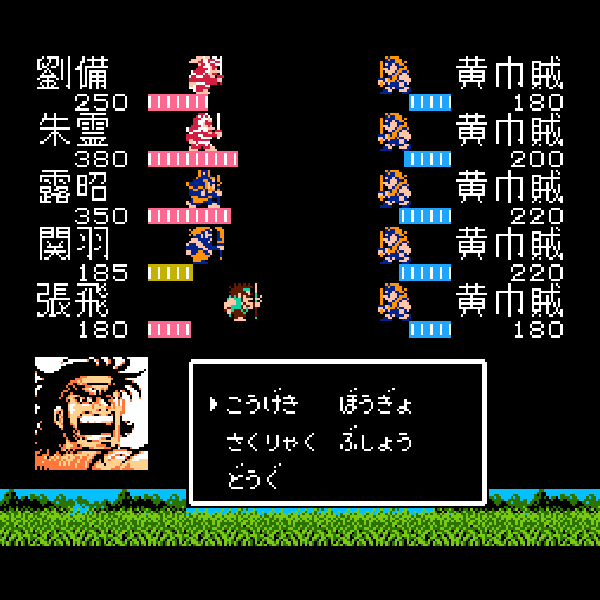 劉備 黄巾賊
250 180
朱霊 黄巾賊
380 200
露昭 黄巾賊
350 220
関羽 黄巾賊
185 220
張飛 黄巾賊
180 180
こうげき ぼうぎょ
さくりゃく ぶしょう
どうぐ